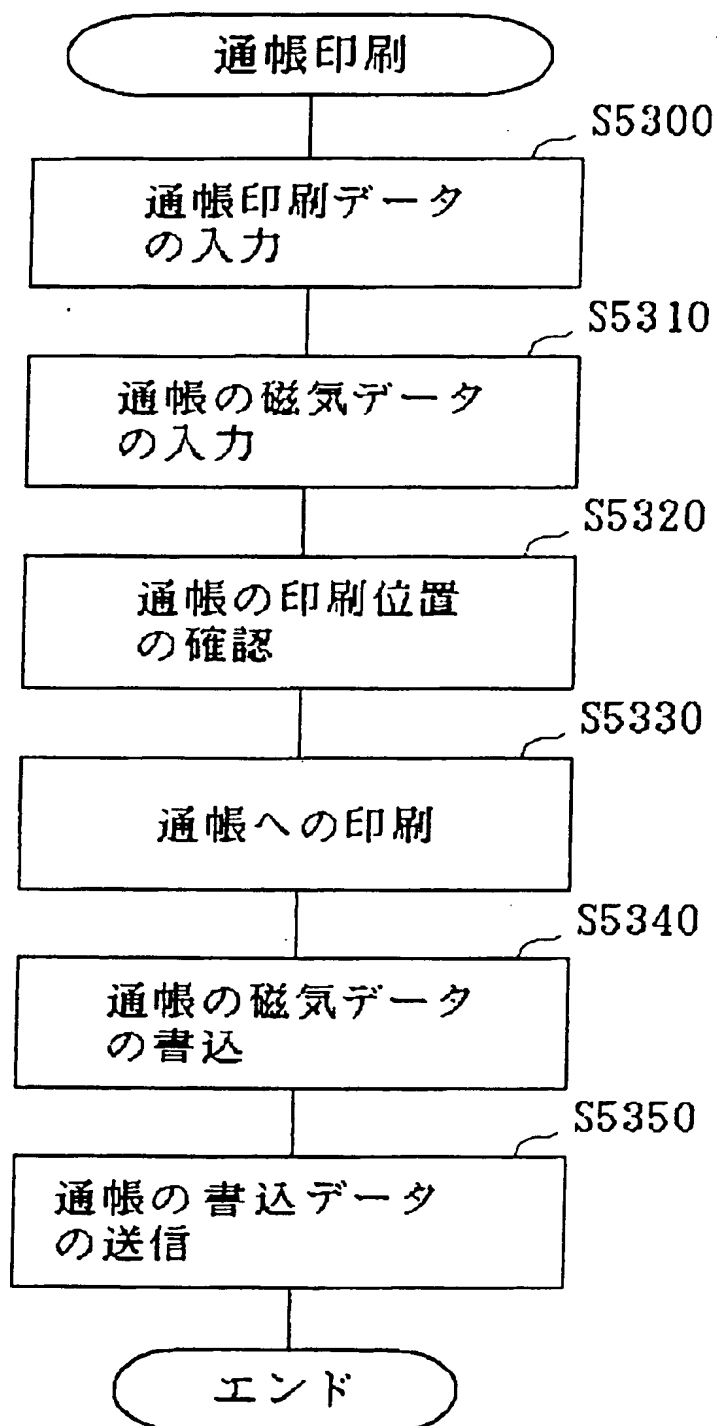 通帳印刷
S5300
通帳印刷データ
の入力
S5310
通帳の磁気データ
の入力
S5320
通帳の印刷位置
の確認
S5330
通帳への印刷
S5340
通帳の磁気データ
の書込
S5350
通帳の書込データ
の送信
エンド